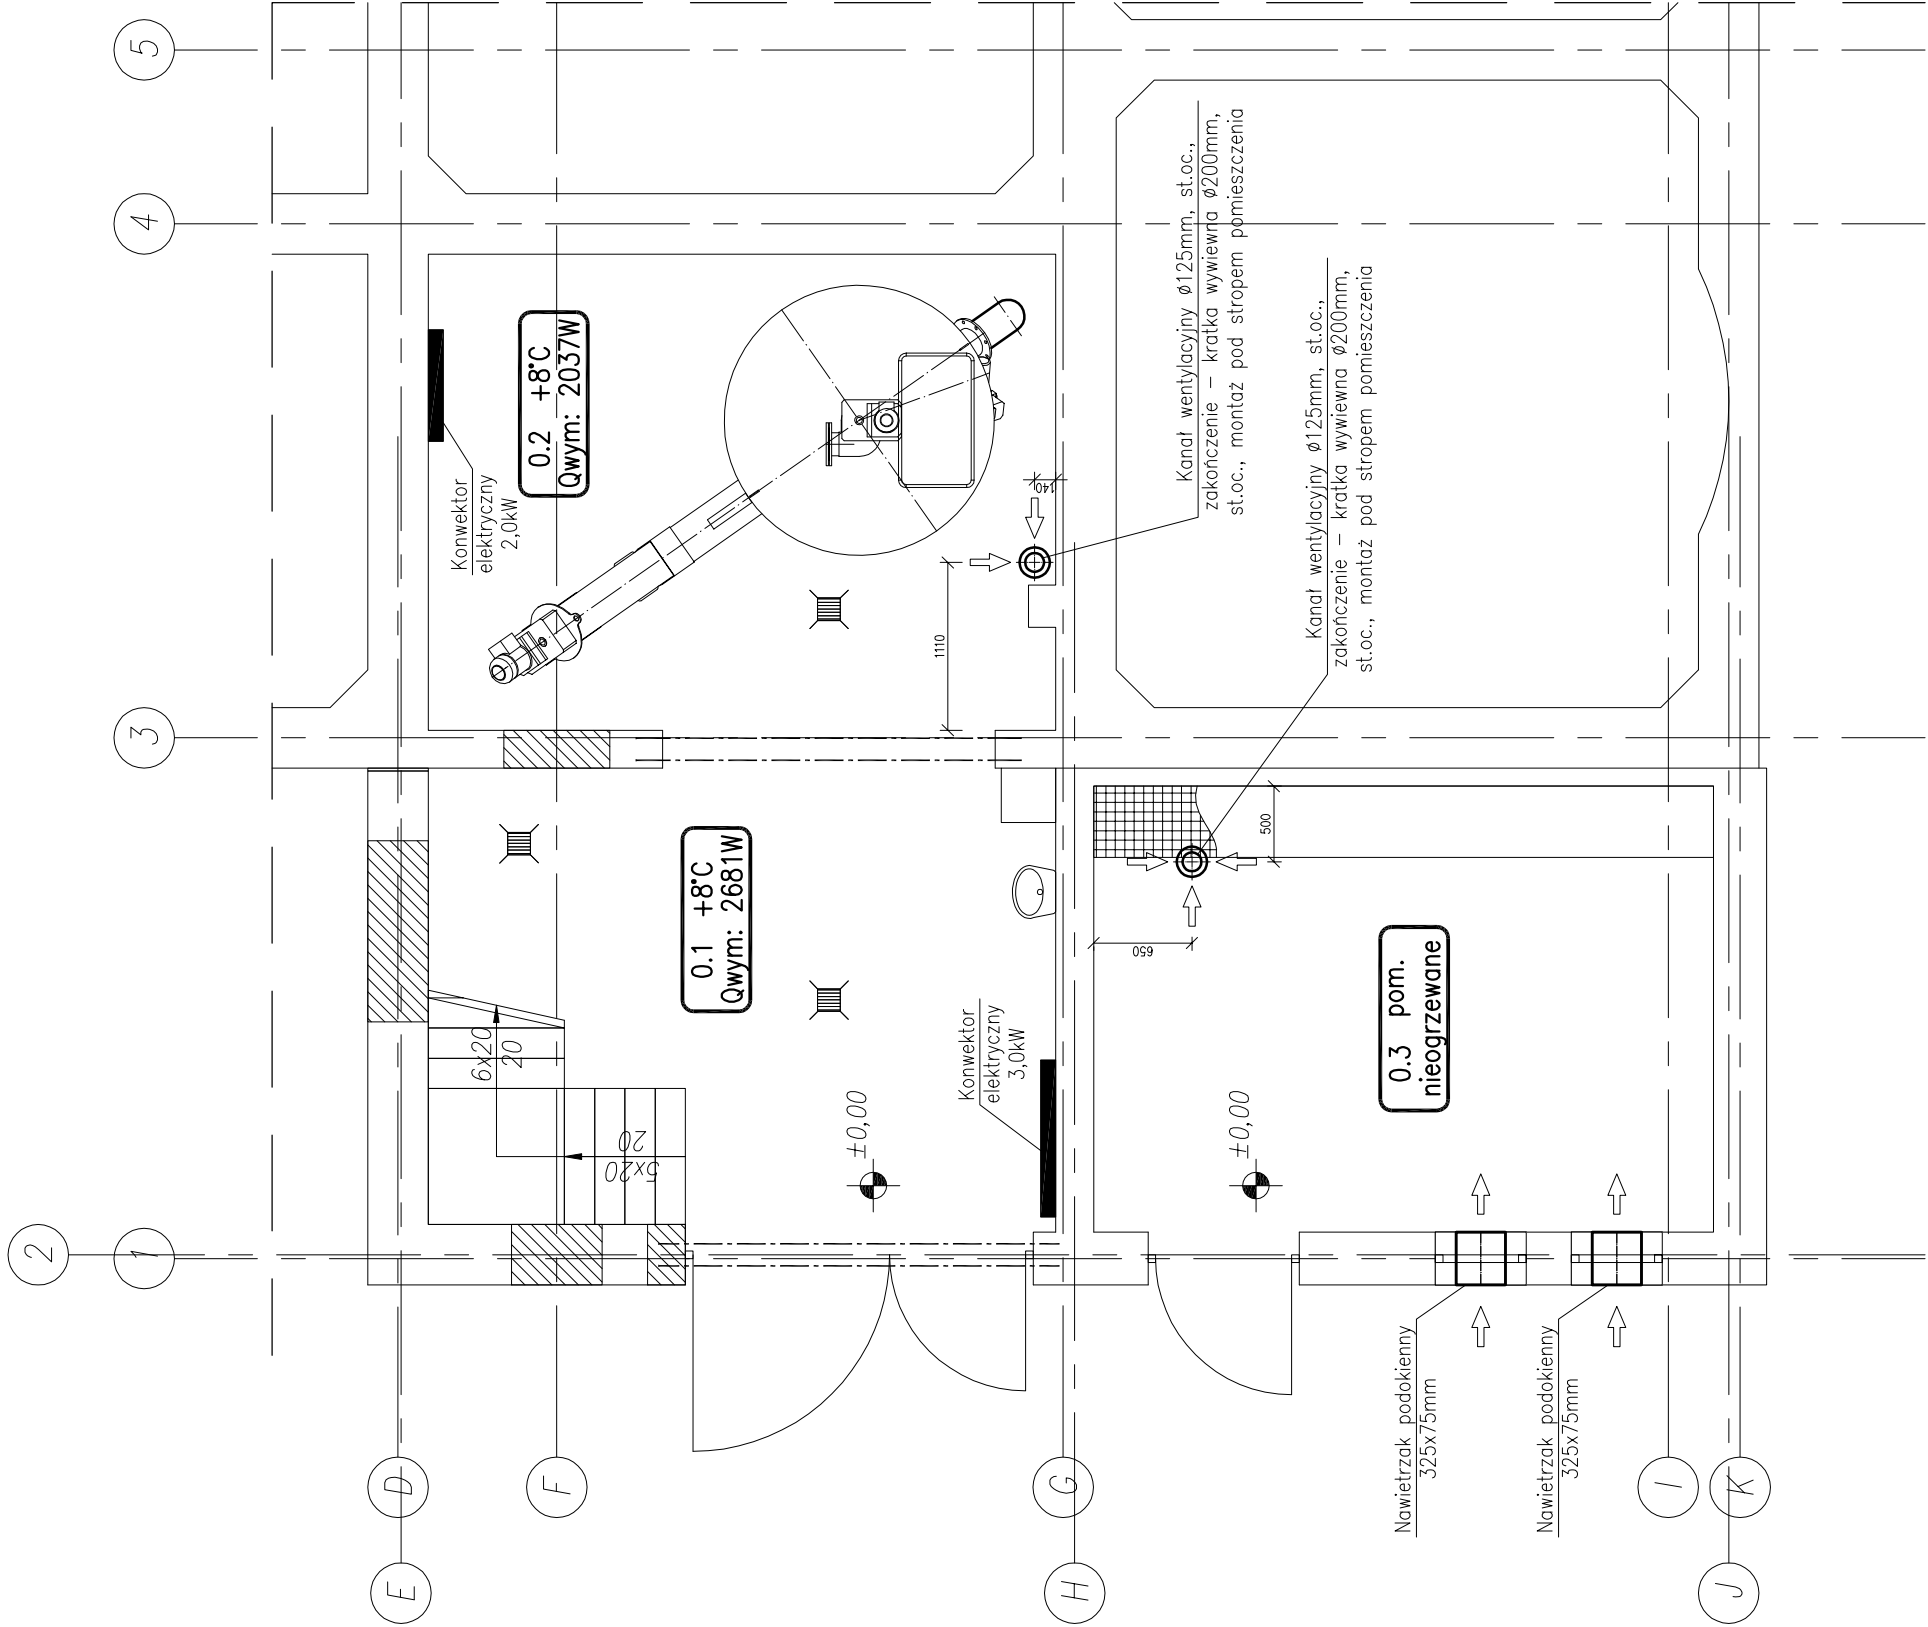 5
4
3
2
1
0.2 +8°C
Qwym: 2037W
Konwektor
elektryczny
2,0kW
Kanał wentylacyjny ø125mm, st.oc.,
zakończenie – kratka wywiewna ø200mm,
st.oc., montaż pod stropem pomieszczenia
140
1110
Kanał wentylacyjny ø125mm, st.oc.,
zakończenie – kratka wywiewna ø200mm,
st.oc., montaż pod stropem pomieszczenia
500
650
0.1 +8°C
Qwym: 2681W
6x20
20
5x20
20
±0,00
Konwektor
elektryczny
3,0kW
0.3 pom.
nieogrzewane
±0,00
Nawietrzak podokienny
325x75mm
Nawietrzak podokienny
325x75mm
D
F
G
I
K
E
H
J